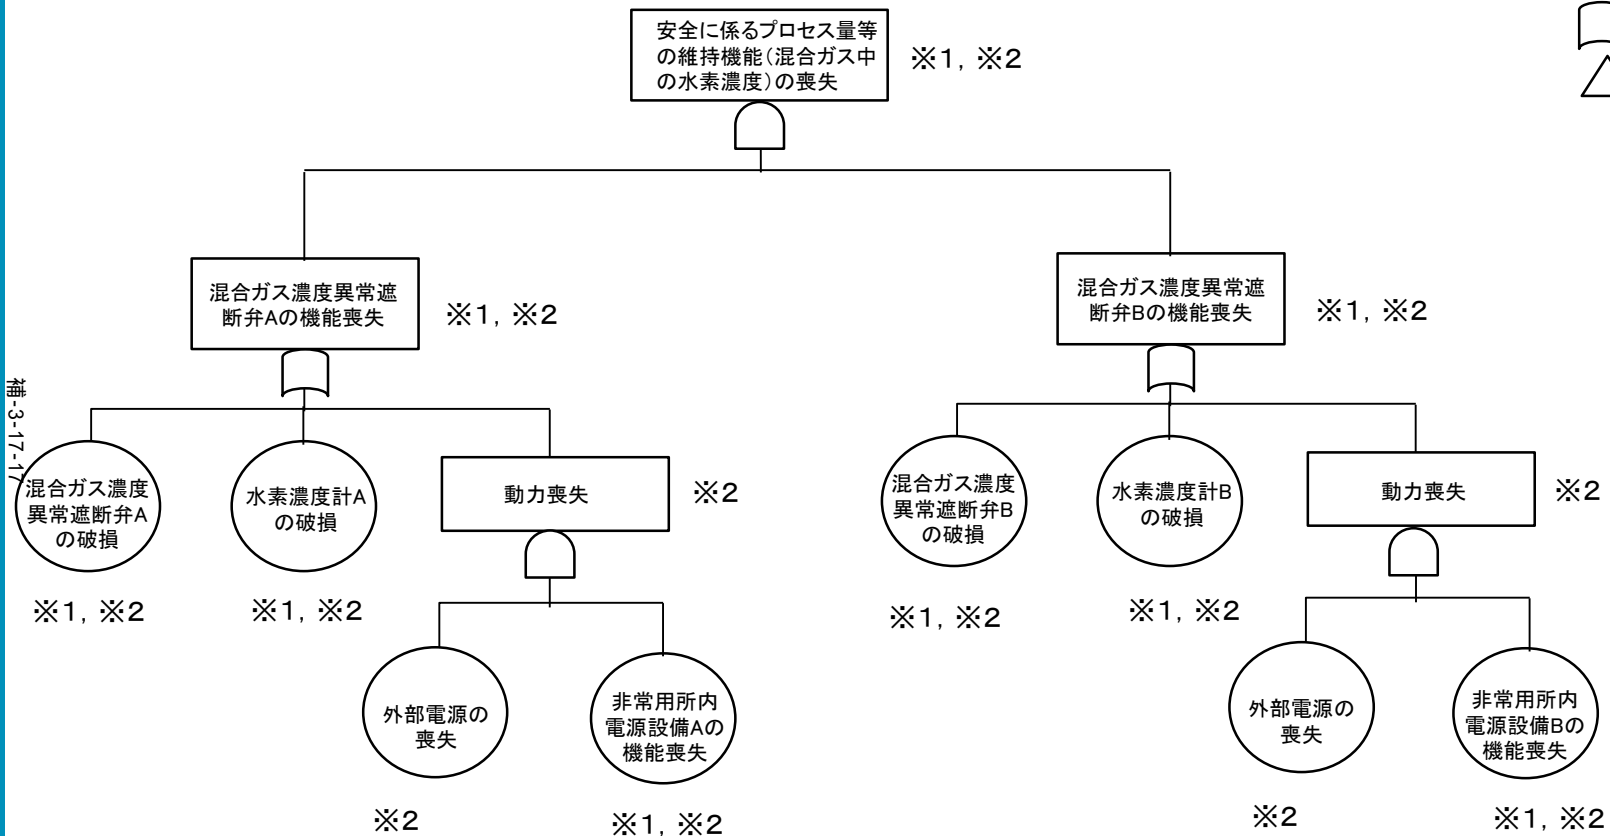 安全に係るプロセス量等
の維持機能(混合ガス中
の水素濃度)の喪失
※1, ※2
混合ガス濃度異常遮
断弁Aの機能喪失
※1, ※2
混合ガス濃度異常遮
断弁Bの機能喪失
※1, ※2
補-3-17-17
混合ガス濃度
異常遮断弁A
の破損
※1, ※2
水素濃度計A
の破損
※1, ※2
動力喪失
※2
混合ガス濃度
異常遮断弁B
の破損
※1, ※2
水素濃度計B
の破損
※1, ※2
動力喪失
※2
外部電源の
喪失
※2
非常用所内
電源設備Aの
機能喪失
※1, ※2
外部電源の
喪失
※2
非常用所内
電源設備Bの
機能喪失
※1, ※2